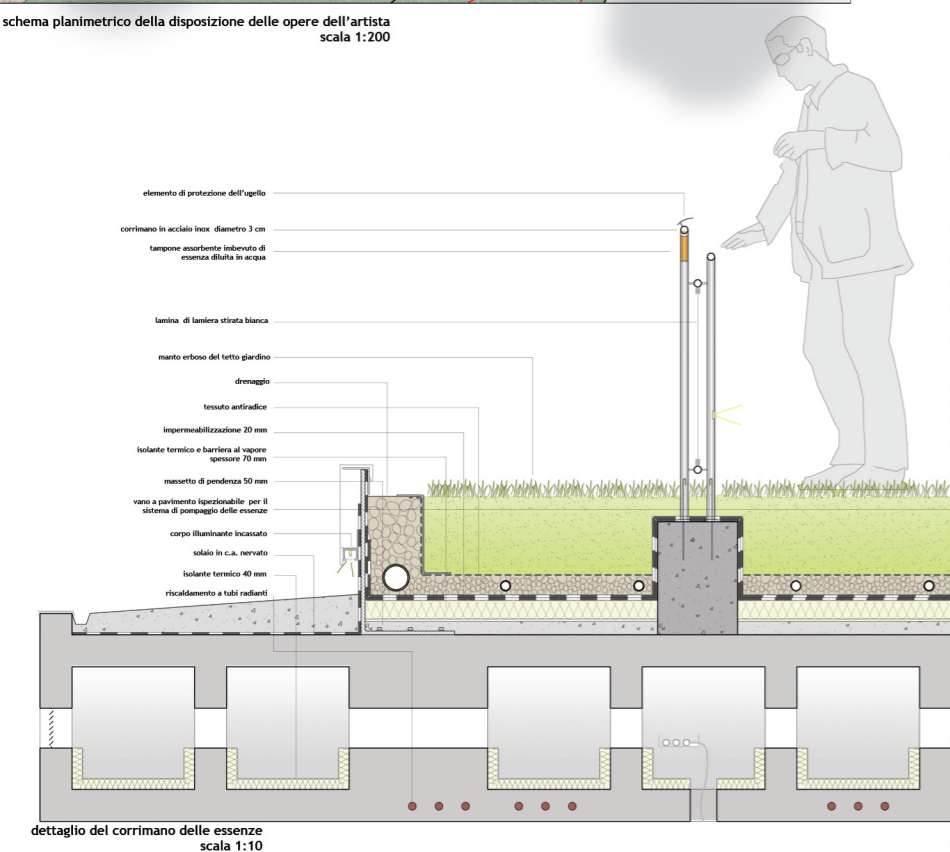 schema planimetrico della disposizione delle opere dell'artista
scala 1:200
elemento di protezione dell'ugello
corrimano in acciaio inox diametro 3 cm
tampone assorbente imbevuto di
essenza diluita in acqua
lamina di lamiera stirata bianca
manto erboso del tetto giardino
drenaggio
tessuto antiradice
impermeabilizzazione 20 mm
isolante termico e barriera al vapore
spessore 70 mm
massetto di pendenza 50 mm
vano a pavimento ispezionabile per il
sistema di pompaggio delle essenze
corpo illuminante incassato
solaio in c.a. nervato
isolante termico 40 mm
riscaldamento a tubi radianti
dettaglio del corrimano delle essenze
scala 1:10